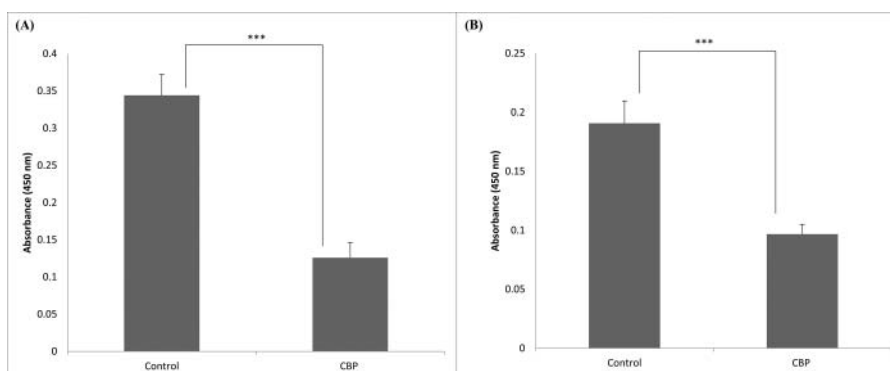 (A)
***
0.4
0.35
0.3
0.25
0.2
0.15
0.1
0.05
0
Absorbance (450 nm)
Control
CBP
(B)
***
0.25
0.2
0.15
0.1
0.05
0
Absorbance (450 nm)
Control
CBP